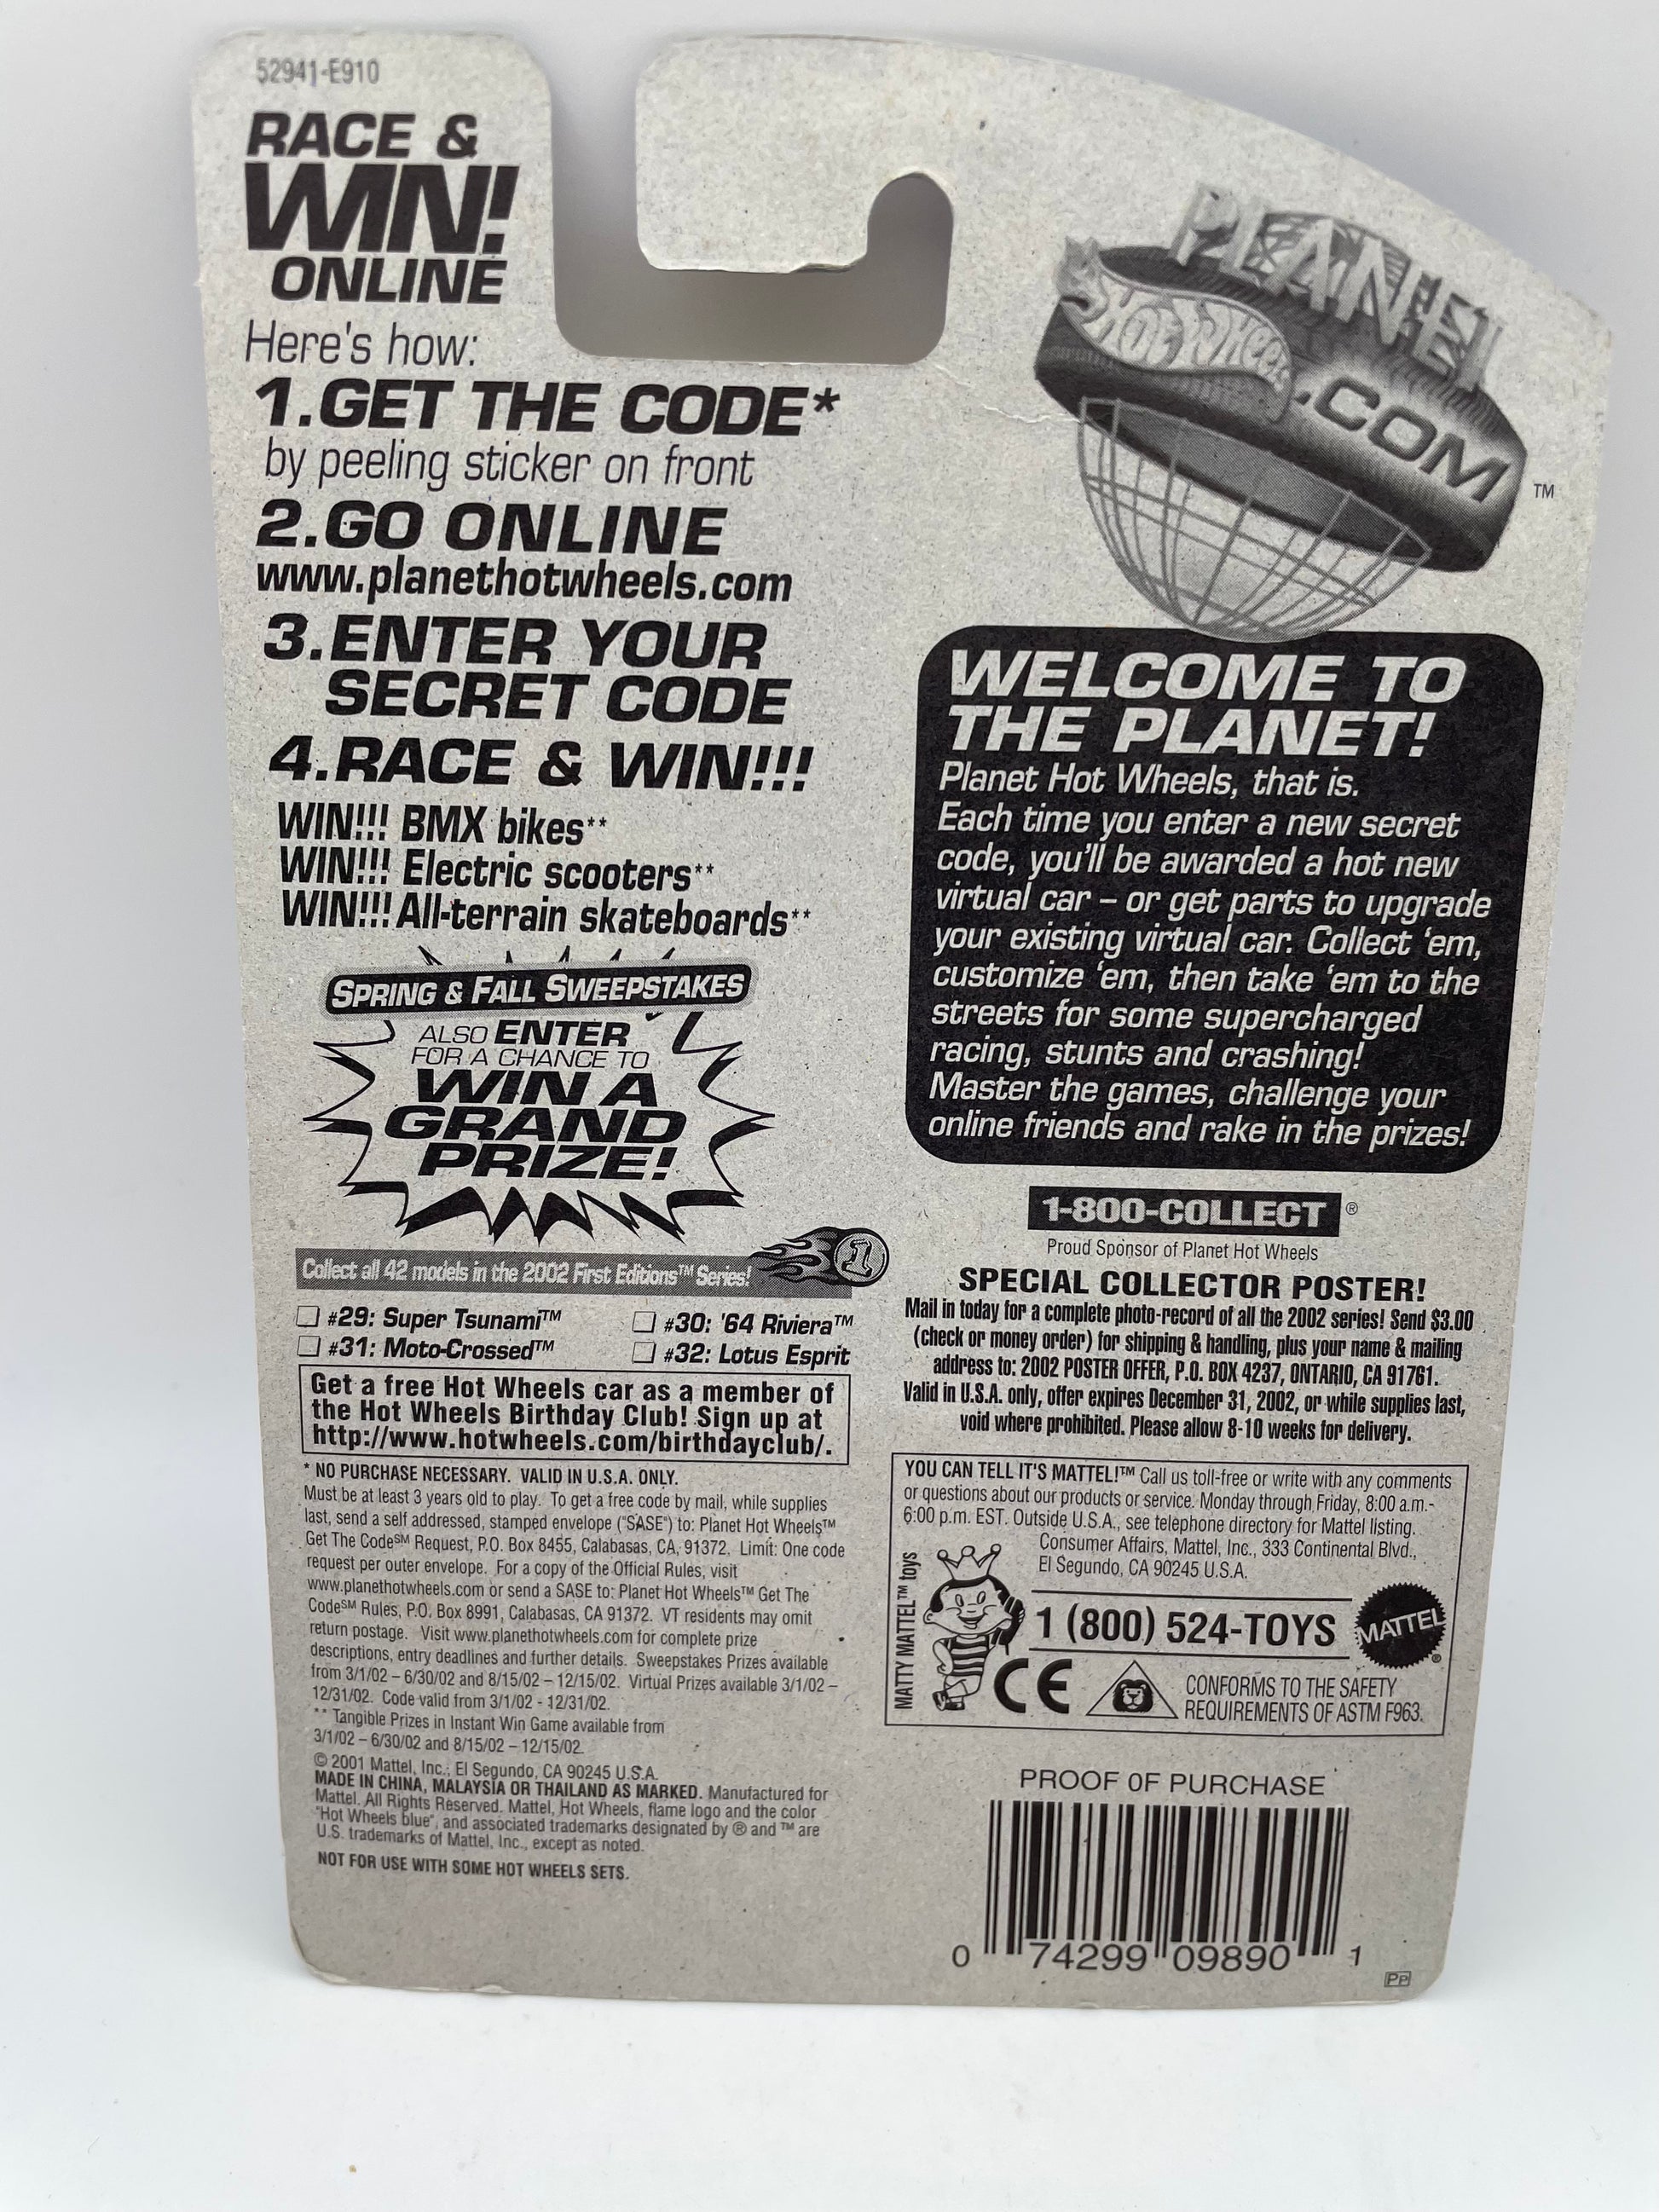 52941-E910
RACE &
WIN!
ONLINE
Here's how:
1.GET THE CODE*
by peeling sticker on front
2.GO ONLINE
www.planethotwheels.com
3.ENTER YOUR
SECRET CODE
4.RACE & WIN!!!
WIN!!! BMX bikes**
WIN!!! Electric scooters**
WIN!!! All-terrain skateboards**
SPRING & FALL SWEEPSTAKES
ALSO ENTER
FOR A CHANCE TO
WIN A
GRAND
PRIZE!
Collect all 42 models in the 2002 First Editions™ Series!
1
#29: Super Tsunami™
#30: '64 Riviera™
#31: Moto-Crossed™
#32: Lotus Esprit
Get a free Hot Wheels car as a member of
the Hot Wheels Birthday Club! Sign up at
http://www.hotwheels.com/birthdayclub/.
* NO PURCHASE NECESSARY. VALID IN U.S.A. ONLY.
Must be at least 3 years old to play. To get a free code by mail, while supplies
last, send a self addressed, stamped envelope ("SASE") to: Planet Hot Wheels™
Get The Code℠ Request, P.O. Box 8455, Calabasas, CA, 91372. Limit: One code
request per outer envelope. For a copy of the Official Rules, visit
www.planethotwheels.com or send a SASE to: Planet Hot Wheels™ Get The
Code℠ Rules, P.O. Box 8991, Calabasas, CA 91372. VT residents may omit
return postage. Visit www.planethotwheels.com for complete prize
descriptions, entry deadlines and further details. Sweepstakes Prizes available
from 3/1/02 – 6/30/02 and 8/15/02 – 12/15/02. Virtual Prizes available 3/1/02 –
12/31/02. Code valid from 3/1/02 - 12/31/02.
** Tangible Prizes in Instant Win Game available from
3/1/02 – 6/30/02 and 8/15/02 – 12/15/02.
© 2001 Mattel, Inc., El Segundo, CA 90245 U.S.A.
MADE IN CHINA, MALAYSIA OR THAILAND AS MARKED. Manufactured for
Mattel. All Rights Reserved. Mattel, Hot Wheels, flame logo and the color
"Hot Wheels blue", and associated trademarks designated by ® and ™ are
U.S. trademarks of Mattel, Inc., except as noted.
NOT FOR USE WITH SOME HOT WHEELS SETS.
PLANET
HOT WHEELS
.COM
™
WELCOME TO
THE PLANET!
Planet Hot Wheels, that is.
Each time you enter a new secret
code, you'll be awarded a hot new
virtual car – or get parts to upgrade
your existing virtual car. Collect 'em,
customize 'em, then take 'em to the
streets for some supercharged
racing, stunts and crashing!
Master the games, challenge your
online friends and rake in the prizes!
1-800-COLLECT®
Proud Sponsor of Planet Hot Wheels
SPECIAL COLLECTOR POSTER!
Mail in today for a complete photo-record of all the 2002 series! Send $3.00
(check or money order) for shipping & handling, plus your name & mailing
address to: 2002 POSTER OFFER, P.O. BOX 4237, ONTARIO, CA 91761.
Valid in U.S.A. only, offer expires December 31, 2002, or while supplies last,
void where prohibited. Please allow 8-10 weeks for delivery.
YOU CAN TELL IT'S MATTEL!™ Call us toll-free or write with any comments
or questions about our products or service. Monday through Friday, 8:00 a.m.-
6:00 p.m. EST. Outside U.S.A., see telephone directory for Mattel listing.
Consumer Affairs, Mattel, Inc., 333 Continental Blvd.,
El Segundo, CA 90245 U.S.A.
MATTY MATTEL™ toys
1 (800) 524-TOYS
MATTEL®
CE
CONFORMS TO THE SAFETY
REQUIREMENTS OF ASTM F963.
PROOF OF PURCHASE
0 74299 09890 1
PP